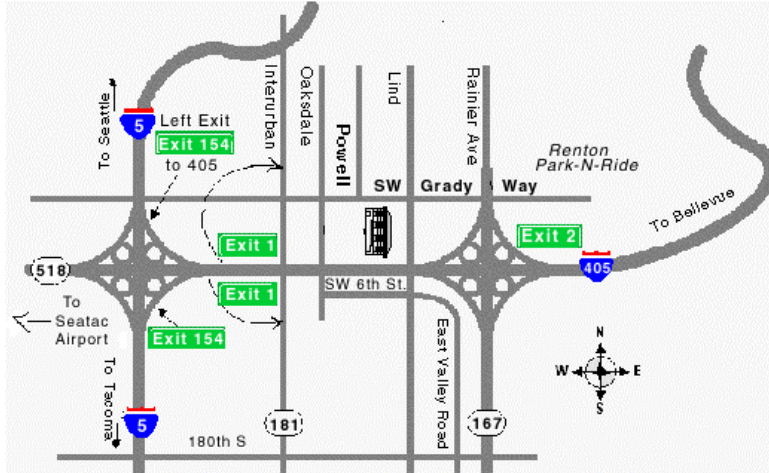 To Seattle
5
Left Exit
Exit 154
to 405
Interurban
Oaksdale
Powell
Lind
Rainier Ave
Renton
Park-N-Ride
SW Grady Way
To Bellevue
Exit 1
Exit 2
518
405
Exit 1
SW 6th St.
To
Seatac
Airport
Exit 154
To Tacoma
East Valley
Road
N
W E
S
5
181
167
180th S